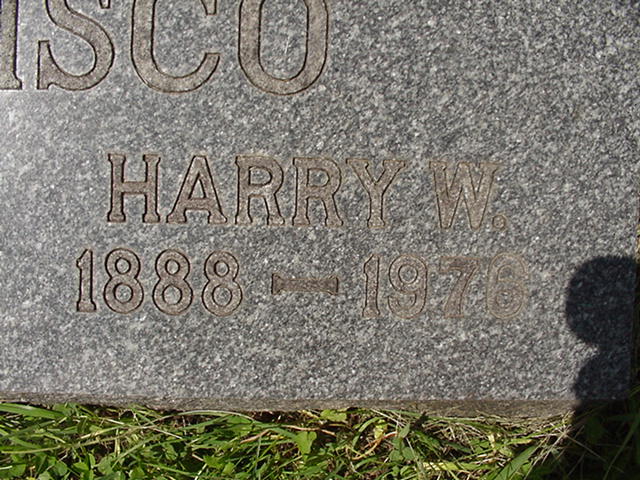 ISCO
HARRY W.
1888 – 1978